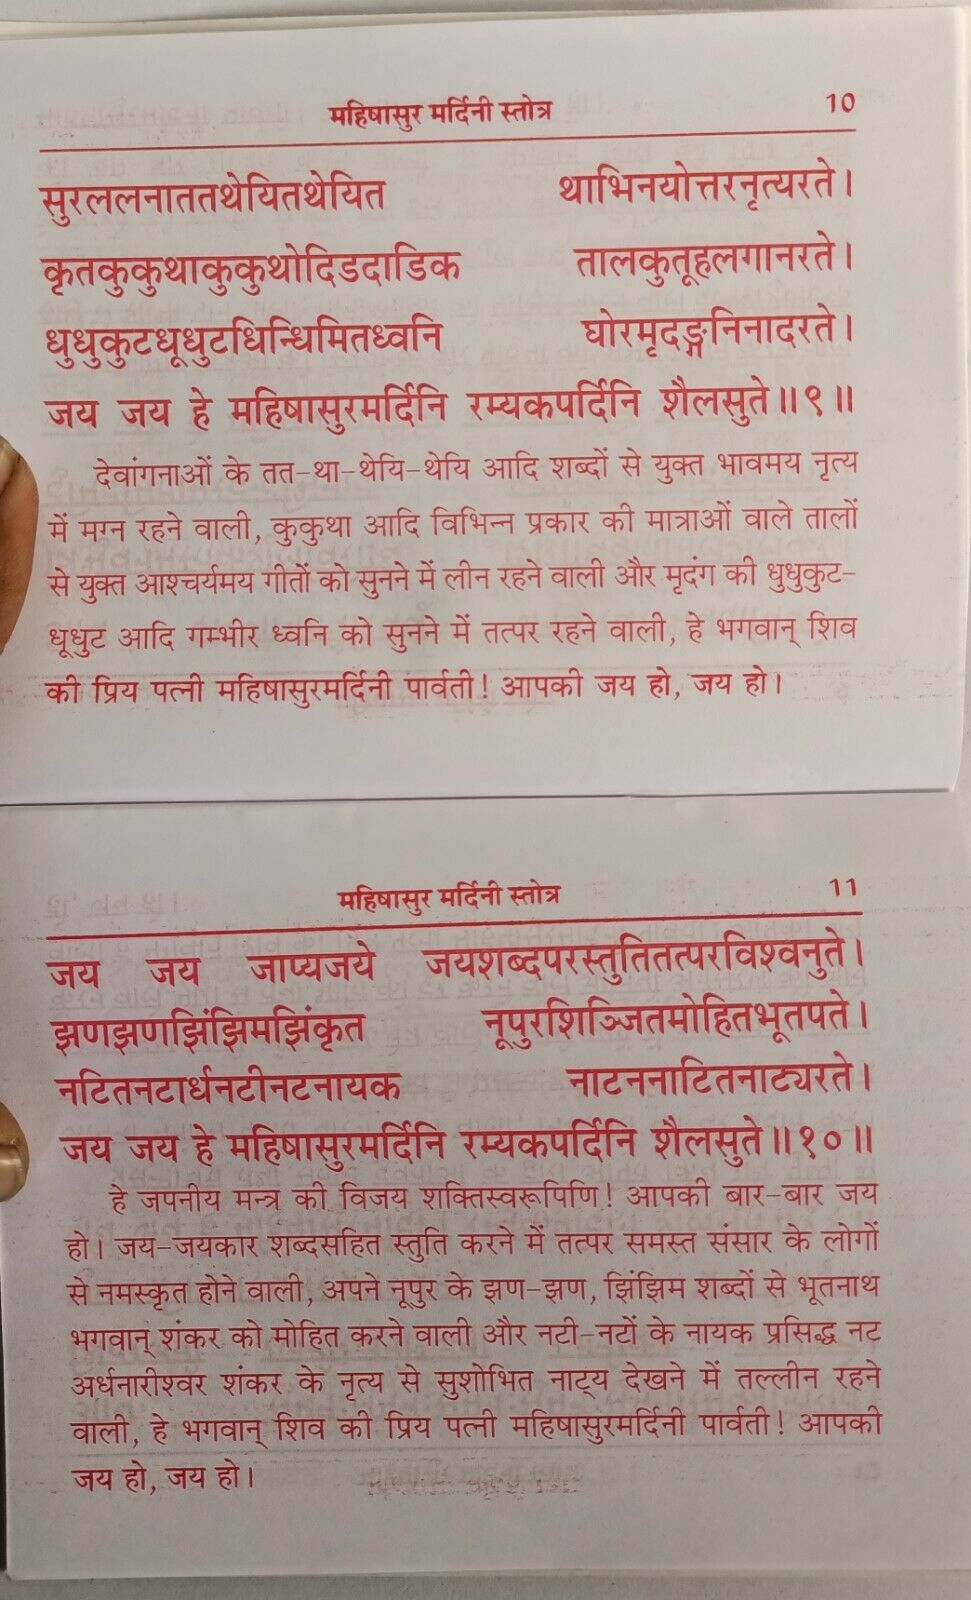 महिषासुर मर्दिनी स्तोत्र 10
सुरललनाततथेयितथेयित थाभिनयोत्तरनृत्यरते।
कृतकुकुथाकुकुथोदिडदाडिक तालकुतूहलगानरते।
धुधुकुटधूधुटधिन्धिमितध्वनि घोरमृदङ्गनिनादरते।
जय जय हे महिषासुरमर्दिनि रम्यकपर्दिनि शैलसुते॥९॥
देवांगनाओं के तत-था-थेयि-थेयि आदि शब्दों से युक्त भावमय नृत्य
में मग्न रहने वाली, कुकुथा आदि विभिन्न प्रकार की मात्राओं वाले तालों
से युक्त आश्चर्यमय गीतों को सुनने में लीन रहने वाली और मृदंग की धुधुकुट-
धूधुट आदि गम्भीर ध्वनि को सुनने में तत्पर रहने वाली, हे भगवान् शिव
की प्रिय पत्नी महिषासुरमर्दिनी पार्वती! आपकी जय हो, जय हो।
महिषासुर मर्दिनी स्तोत्र 11
जय जय जाप्यजये जयशब्दपरस्तुतितत्परविश्वनुते।
झणझणझिंझिमझिंकृत नूपुरशिञ्जितमोहितभूतपते।
नटितनटार्धनटीनटनायक नाटननाटितनाट्यरते।
जय जय हे महिषासुरमर्दिनि रम्यकपर्दिनि शैलसुते॥१०॥
हे जपनीय मन्त्र की विजय शक्तिस्वरूपिणि! आपकी बार-बार जय
हो। जय-जयकार शब्दसहित स्तुति करने में तत्पर समस्त संसार के लोगों
से नमस्कृत होने वाली, अपने नूपुर के झण-झण, झिंझिम शब्दों से भूतनाथ
भगवान् शंकर को मोहित करने वाली और नटी-नटों के नायक प्रसिद्ध नट
अर्धनारीश्वर शंकर के नृत्य से सुशोभित नाट्य देखने में तल्लीन रहने
वाली, हे भगवान् शिव की प्रिय पत्नी महिषासुरमर्दिनी पार्वती! आपकी
जय हो, जय हो।